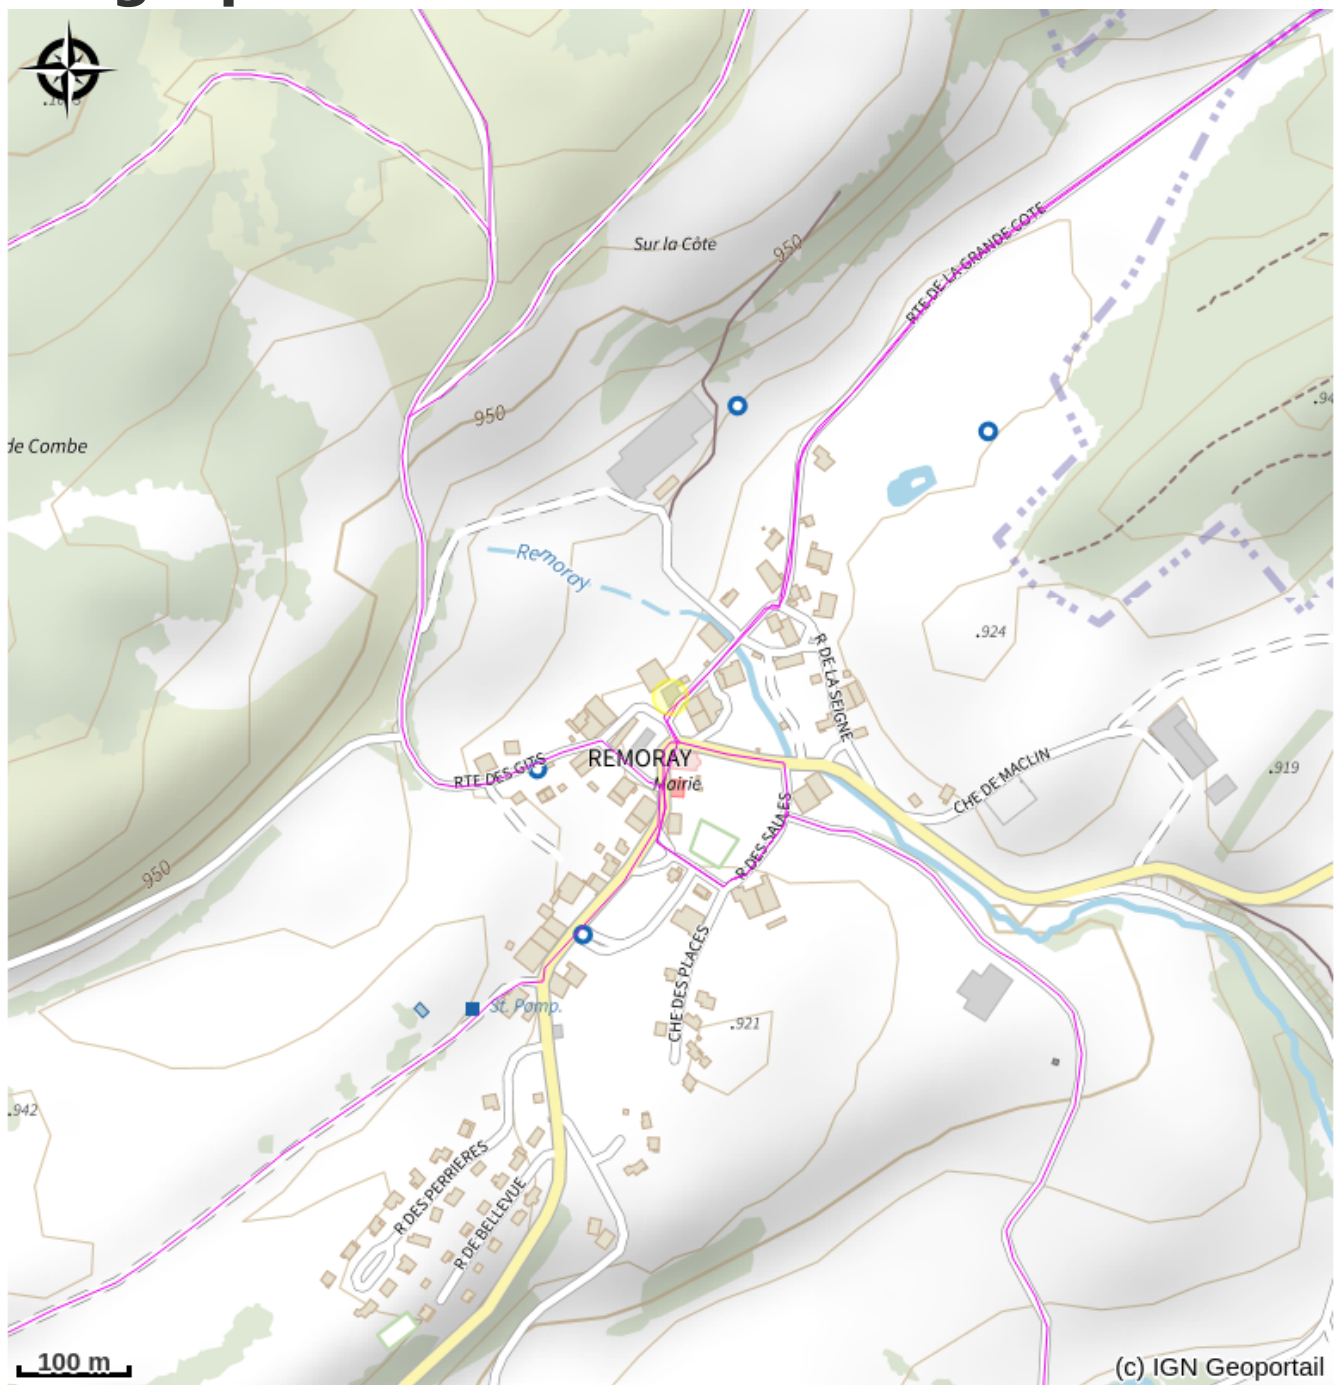 Sur la Côte
950
RTE DE LA GRANDE COTE
950
de Combe
Remoray
.924
R DE LA SEIGNE
REMORAY
RTE DES GITS
Mairie
CHE DE MACLIN
.919
R DES SAULES
950
CHE DES PLACES
St. Pomp.
.921
.942
R DES PERRIERES
R DE BELLEVUE
100 m
(c) IGN Geoportail